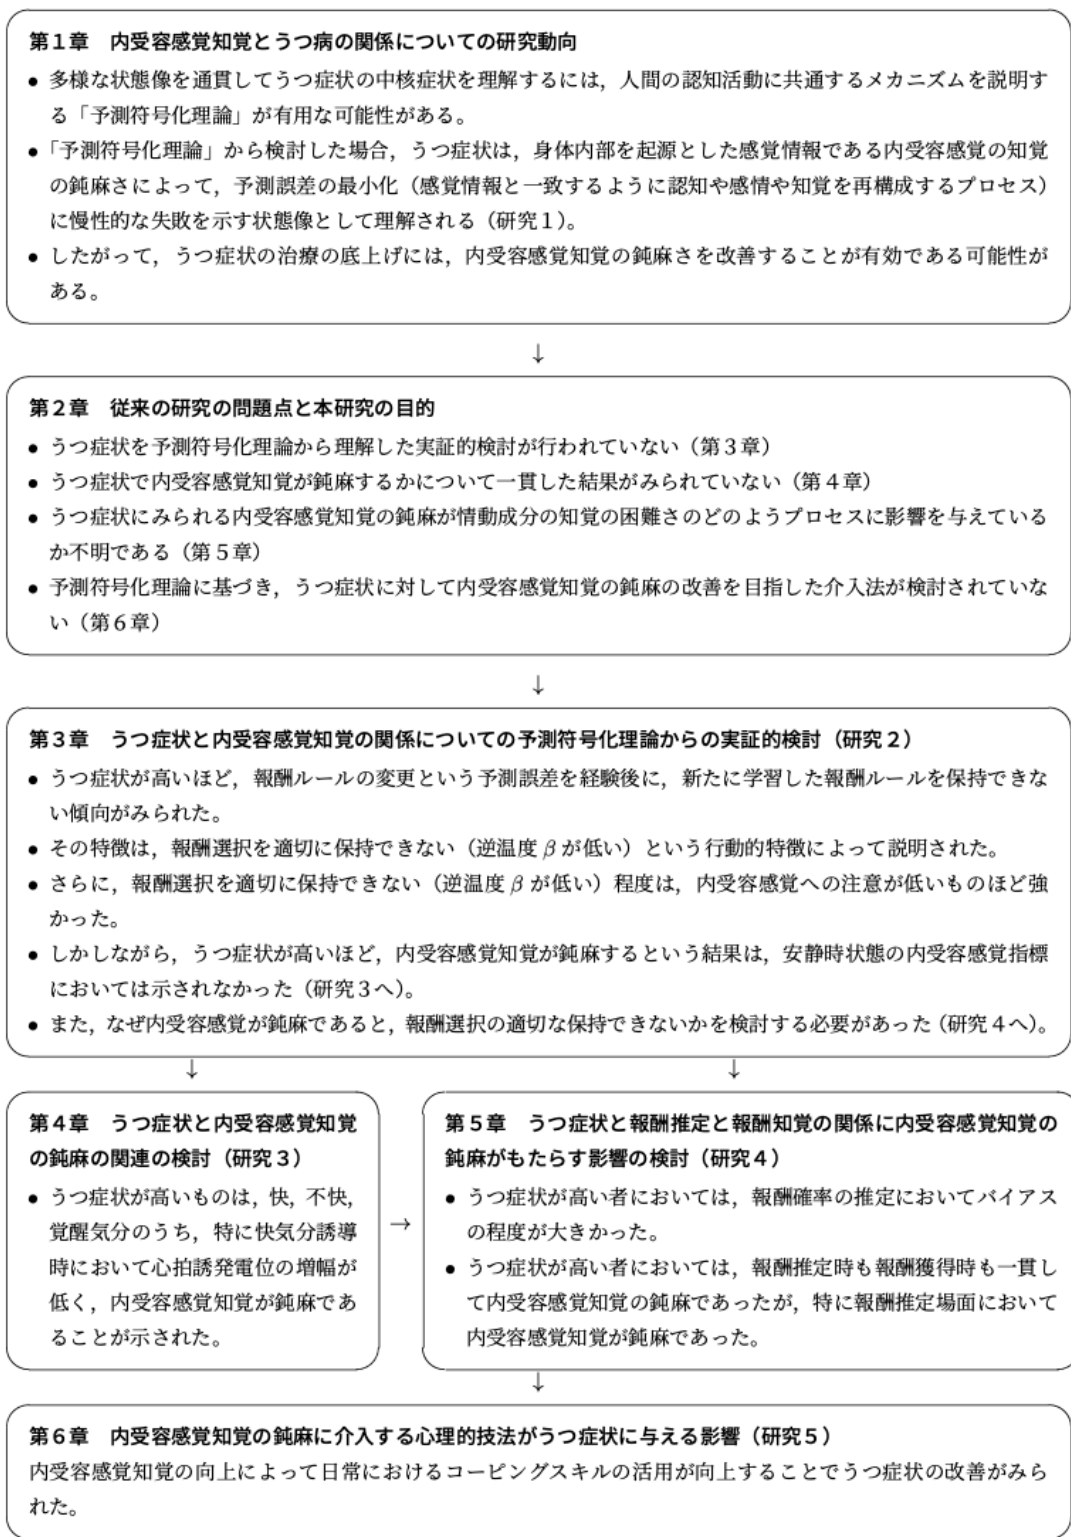 第1章　内受容感覚知覚とうつ病の関係についての研究動向
● 多様な状態像を通貫してうつ症状の中核症状を理解するには，人間の認知活動に共通するメカニズムを説明す
る「予測符号化理論」が有用な可能性がある。
● 「予測符号化理論」から検討した場合，うつ症状は，身体内部を起源とした感覚情報である内受容感覚の知覚
の鈍麻さによって，予測誤差の最小化（感覚情報と一致するように認知や感情や知覚を再構成するプロセス）
に慢性的な失敗を示す状態像として理解される（研究1）。
● したがって，うつ症状の治療の底上げには，内受容感覚知覚の鈍麻さを改善することが有効である可能性が
ある。
↓
第2章　従来の研究の問題点と本研究の目的
● うつ症状を予測符号化理論から理解した実証的検討が行われていない（第3章）
● うつ症状で内受容感覚知覚が鈍麻するかについて一貫した結果がみられていない（第4章）
● うつ症状にみられる内受容感覚知覚の鈍麻が情動成分の知覚の困難さのどのようプロセスに影響を与えている
か不明である（第5章）
● 予測符号化理論に基づき，うつ症状に対して内受容感覚知覚の鈍麻の改善を目指した介入法が検討されていな
い（第6章）
↓
第3章　うつ症状と内受容感覚知覚の関係についての予測符号化理論からの実証的検討（研究2）
● うつ症状が高いほど，報酬ルールの変更という予測誤差を経験後に，新たに学習した報酬ルールを保持できな
い傾向がみられた。
● その特徴は，報酬選択を適切に保持できない（逆温度βが低い）という行動的特徴によって説明された。
● さらに，報酬選択を適切に保持できない（逆温度βが低い）程度は，内受容感覚への注意が低いものほど強
かった。
● しかしながら，うつ症状が高いほど，内受容感覚知覚が鈍麻するという結果は，安静時状態の内受容感覚指標
においては示されなかった（研究3へ）。
● また，なぜ内受容感覚が鈍麻であると，報酬選択の適切な保持できないかを検討する必要があった（研究4へ）。
↓ ↓
第4章　うつ症状と内受容感覚知覚
の鈍麻の関連の検討（研究3）
● うつ症状が高いものは，快，不快，
覚醒気分のうち，特に快気分誘導
時において心拍誘発電位の増幅が
低く，内受容感覚知覚が鈍麻であ
ることが示された。
→
第5章　うつ症状と報酬推定と報酬知覚の関係に内受容感覚知覚の
鈍麻がもたらす影響の検討（研究4）
● うつ症状が高い者においては，報酬確率の推定においてバイアス
の程度が大きかった。
● うつ症状が高い者においては，報酬推定時も報酬獲得時も一貫し
て内受容感覚知覚の鈍麻であったが，特に報酬推定場面において
内受容感覚知覚が鈍麻であった。
↓
第6章　内受容感覚知覚の鈍麻に介入する心理的技法がうつ症状に与える影響（研究5）
内受容感覚知覚の向上によって日常におけるコーピングスキルの活用が向上することでうつ症状の改善がみら
れた。